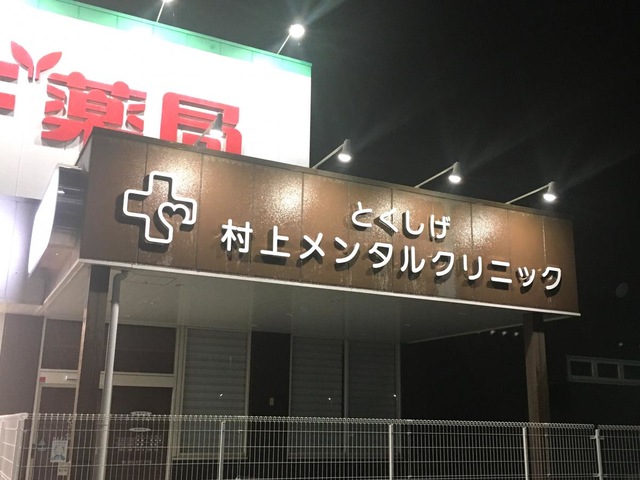 薬局
とくしげ
村上メンタルクリニック